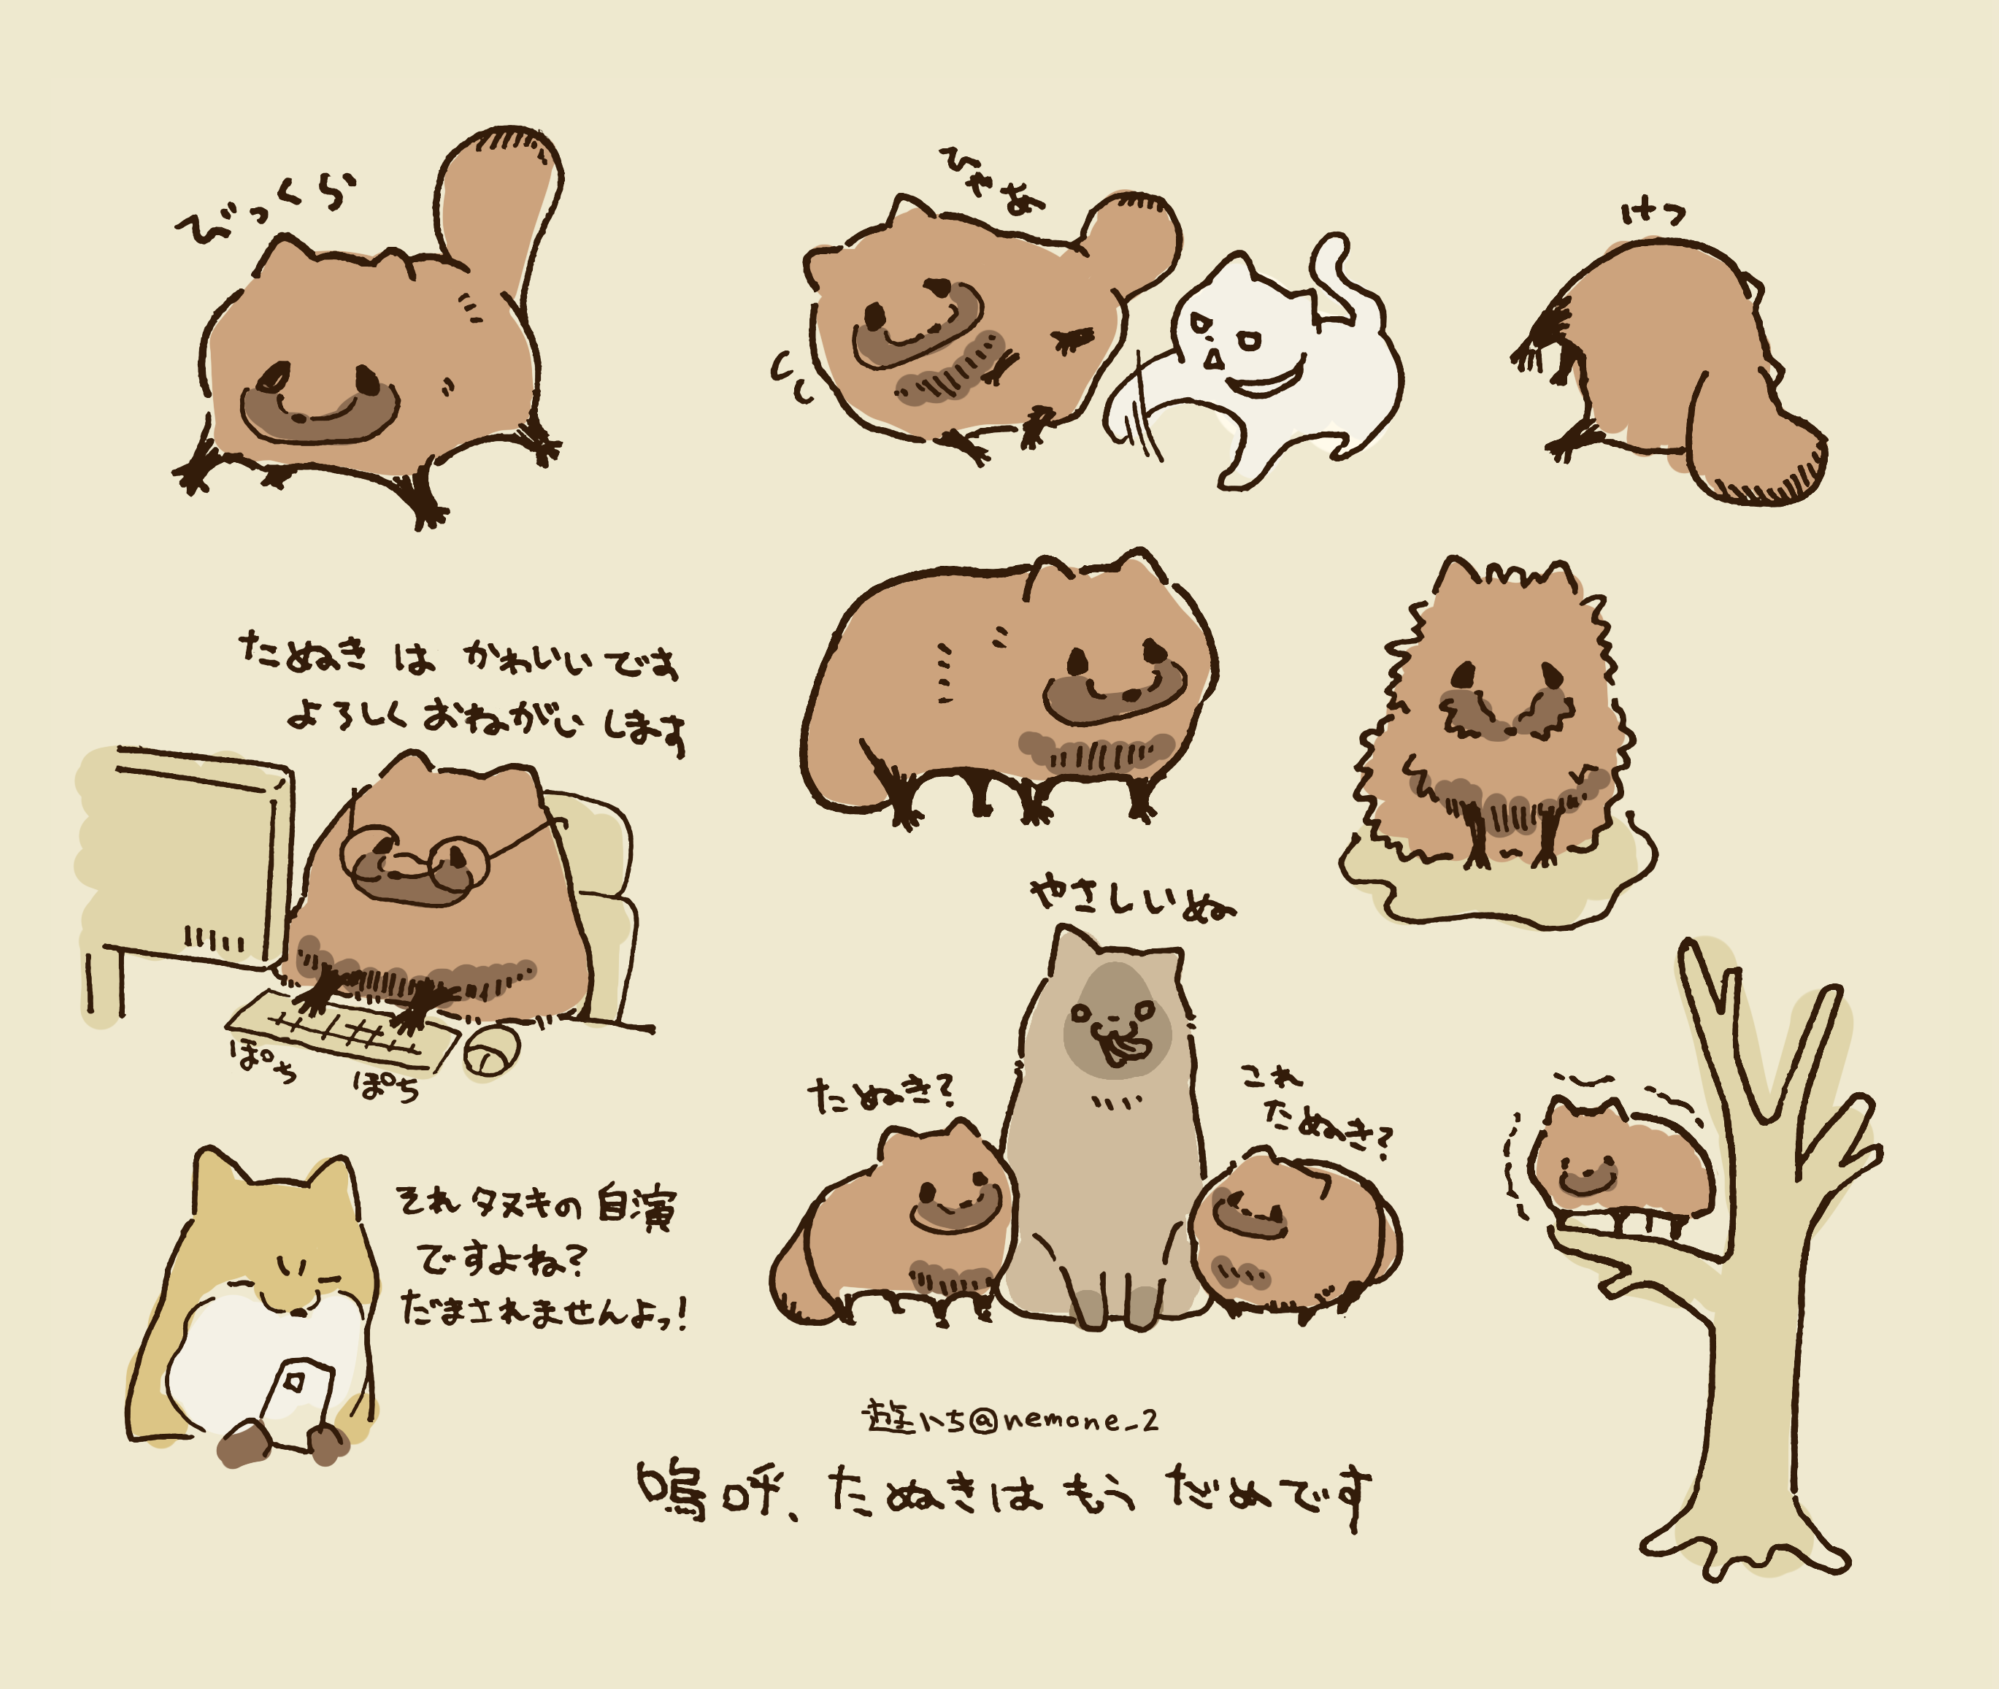 びっくら
ひゃあ
けつ
たぬき は かわいいです
よろしく おねがい します
ぽち
ぽち
やさしいぬ
たぬき?
これ
たぬき?
それ タヌキの 自演
ですよね?
だまされませんよっ!
遊いち@nemone_2
嗚呼、たぬきは もう だめです